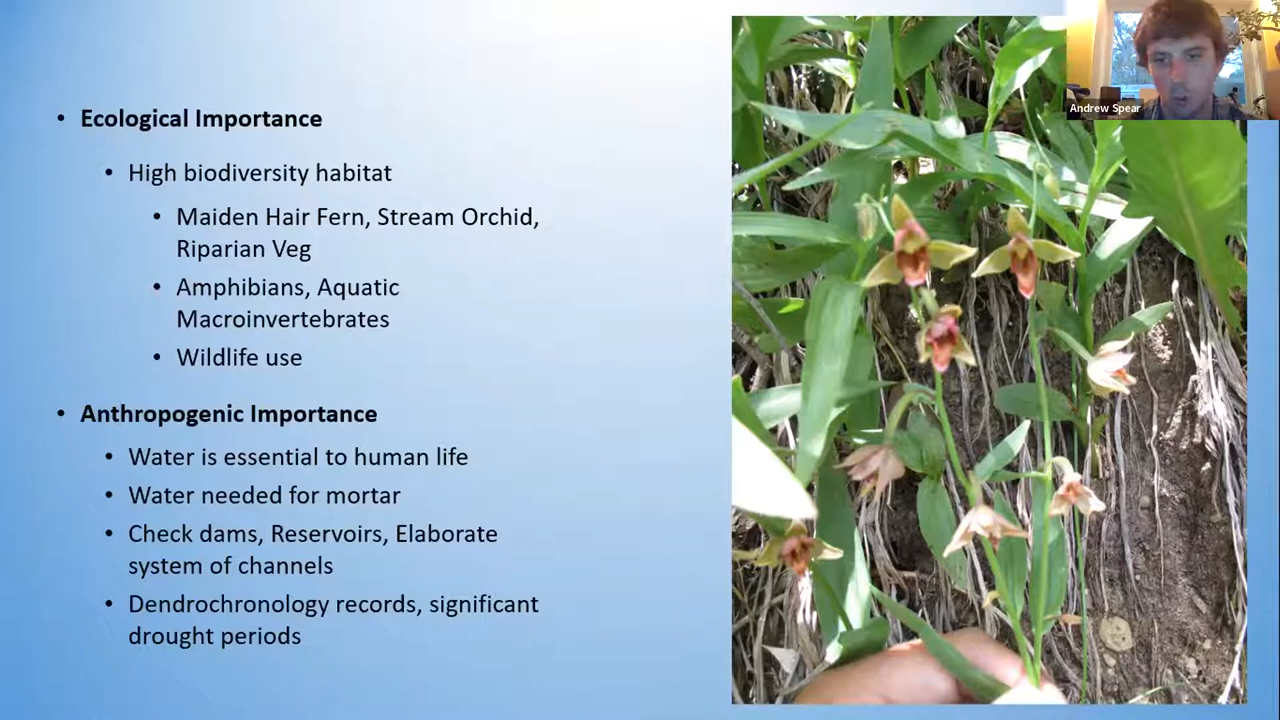 Andrew Spear
• Ecological Importance
• High biodiversity habitat
• Maiden Hair Fern, Stream Orchid,
Riparian Veg
• Amphibians, Aquatic
Macroinvertebrates
• Wildlife use
• Anthropogenic Importance
• Water is essential to human life
• Water needed for mortar
• Check dams, Reservoirs, Elaborate
system of channels
• Dendrochronology records, significant
drought periods